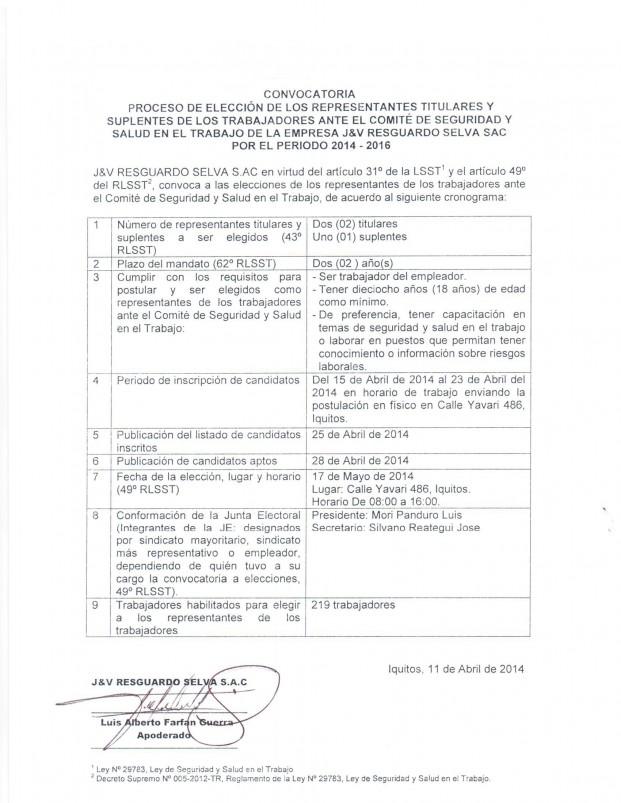 CONVOCATORIA
PROCESO DE ELECCIÓN DE LOS REPRESENTANTES TITULARES Y
SUPLENTES DE LOS TRABAJADORES ANTE EL COMITÉ DE SEGURIDAD Y
SALUD EN EL TRABAJO DE LA EMPRESA J&V RESGUARDO SELVA SAC
POR EL PERIODO 2014 - 2016
J&V RESGUARDO SELVA S.AC en virtud del artículo 31º de la LSST¹ y el artículo 49º
del RLSST², convoca a las elecciones de los representantes de los trabajadores ante
el Comité de Seguridad y Salud en el Trabajo, de acuerdo al siguiente cronograma:
1
Número de representantes titulares y
suplentes a ser elegidos (43º
RLSST)
Dos (02) titulares
Uno (01) suplentes
2
Plazo del mandato (62º RLSST)
Dos (02 ) año(s)
3
Cumplir con los requisitos para
postular y ser elegidos como
representantes de los trabajadores
ante el Comité de Seguridad y Salud
en el Trabajo:
- Ser trabajador del empleador.
- Tener dieciocho años (18 años) de edad
como mínimo.
- De preferencia, tener capacitación en
temas de seguridad y salud en el trabajo
o laborar en puestos que permitan tener
conocimiento o información sobre riesgos
laborales.
4
Periodo de inscripción de candidatos
Del 15 de Abril de 2014 al 23 de Abril del
2014 en horario de trabajo enviando la
postulación en físico en Calle Yavari 486,
Iquitos.
5
Publicación del listado de candidatos
inscritos
25 de Abril de 2014
6
Publicación de candidatos aptos
28 de Abril de 2014
7
Fecha de la elección, lugar y horario
(49º RLSST)
17 de Mayo de 2014
Lugar: Calle Yavari 486, Iquitos.
Horario De 08:00 a 16:00.
8
Conformación de la Junta Electoral
(Integrantes de la JE: designados
por sindicato mayoritario, sindicato
más representativo o empleador,
dependiendo de quién tuvo a su
cargo la convocatoria a elecciones,
49º RLSST).
Presidente: Mori Panduro Luis
Secretario: Silvano Reategui Jose
9
Trabajadores habilitados para elegir
a los representantes de los
trabajadores
219 trabajadores
Iquitos, 11 de Abril de 2014
J&V RESGUARDO SELVA S.A.C
Luis Alberto Farfán Guerra
Apoderado
¹ Ley Nº 29783, Ley de Seguridad y Salud en el Trabajo
² Decreto Supremo Nº 005-2012-TR, Reglamento de la Ley Nº 29783, Ley de Seguridad y Salud en el Trabajo.